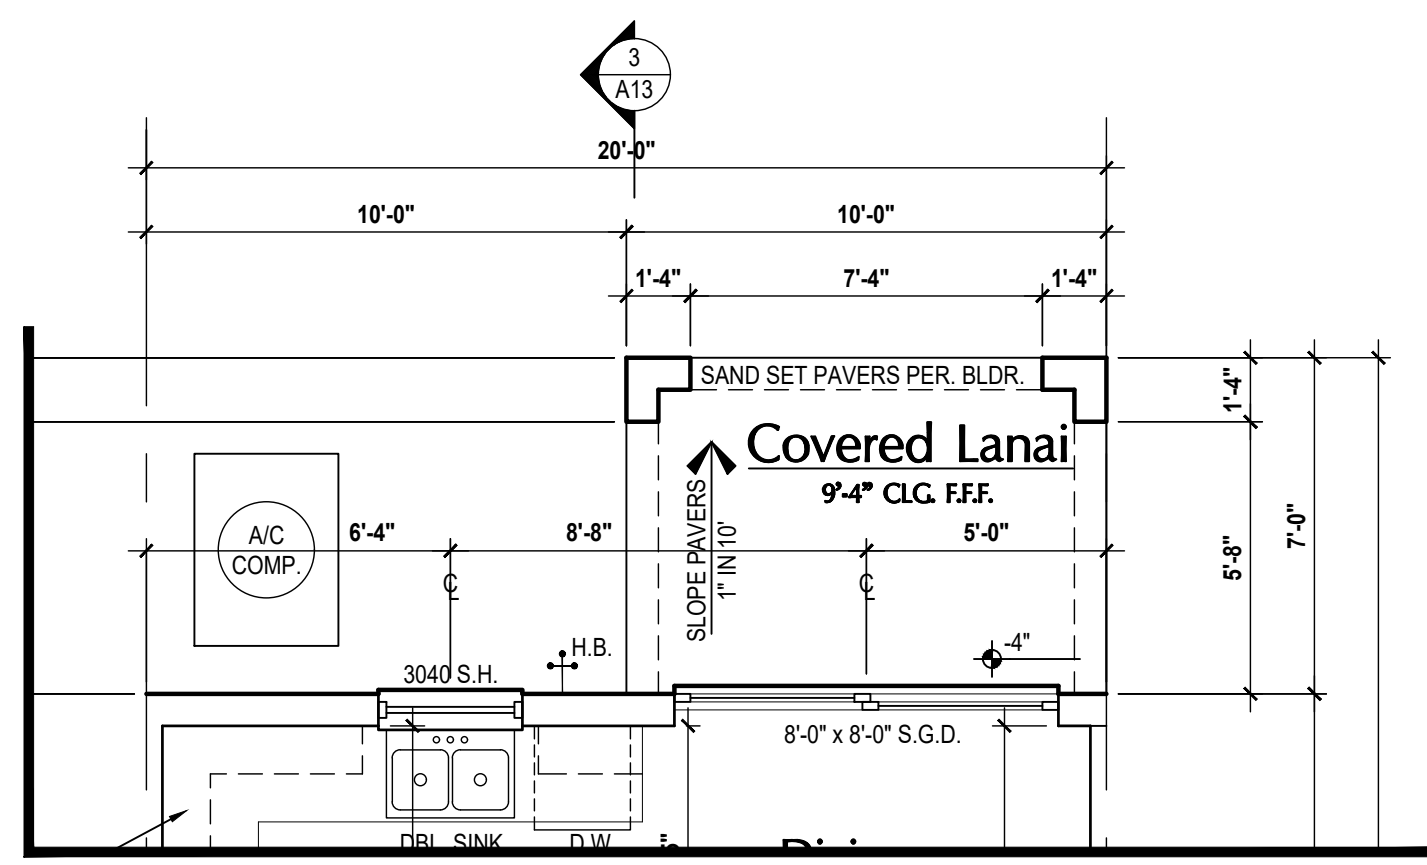 3
A13
20'-0"
10'-0" 10'-0"
1'-4" 7'-4" 1'-4"
SAND SET PAVERS PER. BLDR.
1'-4"
Covered Lanai
9'-4" CLG. F.F.F.
SLOPE PAVERS
1" IN 10'
A/C
COMP.
6'-4" 8'-8" 5'-0"
5'-8"
7'-0"
C L
C L
H.B.
-4"
3040 S.H.
8'-0" x 8'-0" S.G.D.
DBL. SINK
D.W.